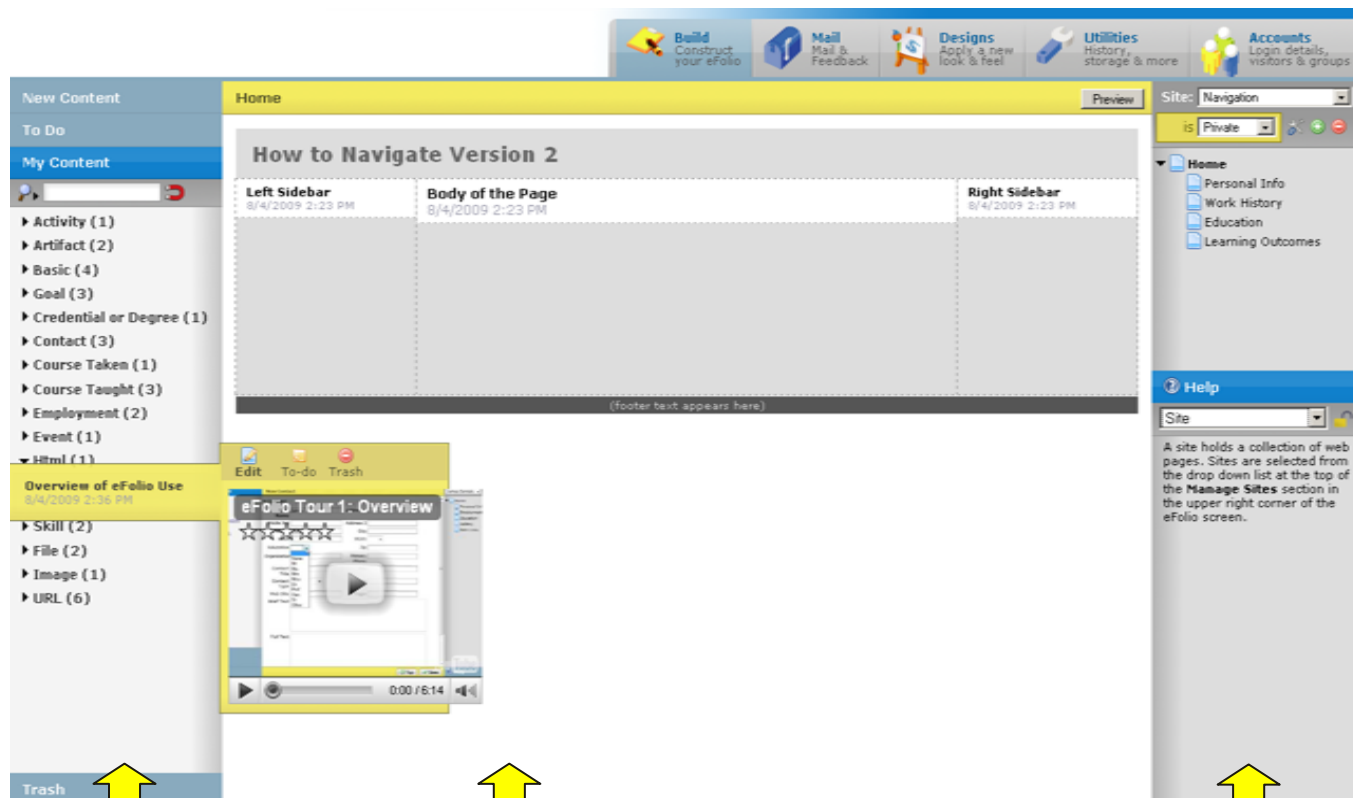 Build
Construct
your eFolio
Mail
Mail &
Feedback
Designs
Apply a new
look & feel
Utilities
History,
storage & more
Accounts
Login details,
visitors & groups
New Content
To Do
My Content
Activity (1)
Artifact (2)
Basic (4)
Goal (3)
Credential or Degree (1)
Contact (3)
Course Taken (1)
Course Taught (3)
Employment (2)
Event (1)
Html (1)
Overview of eFolio Use
8/4/2009 2:36 PM
Skill (2)
File (2)
Image (1)
URL (6)
Trash
Home
Preview
How to Navigate Version 2
Left Sidebar
8/4/2009 2:23 PM
Body of the Page
8/4/2009 2:23 PM
Right Sidebar
8/4/2009 2:23 PM
(footer text appears here)
Edit To-do Trash
eFolio Tour 1: Overview
0:00 / 6:14
Site: Navigation
is Private
Home
Personal Info
Work History
Education
Learning Outcomes
Help
Site
A site holds a collection of web
pages. Sites are selected from
the drop down list at the top of
the Manage Sites section in
the upper right corner of the
eFolio screen.